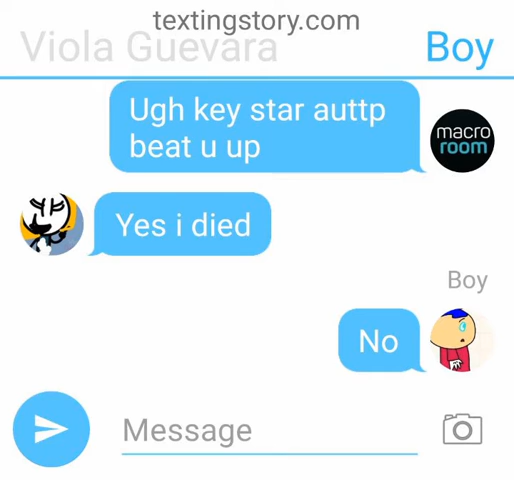 textingstory.com
Viola Guevara
Boy
Ugh key star auttp
beat u up
macro
room
Yes i died
Boy
No
Message